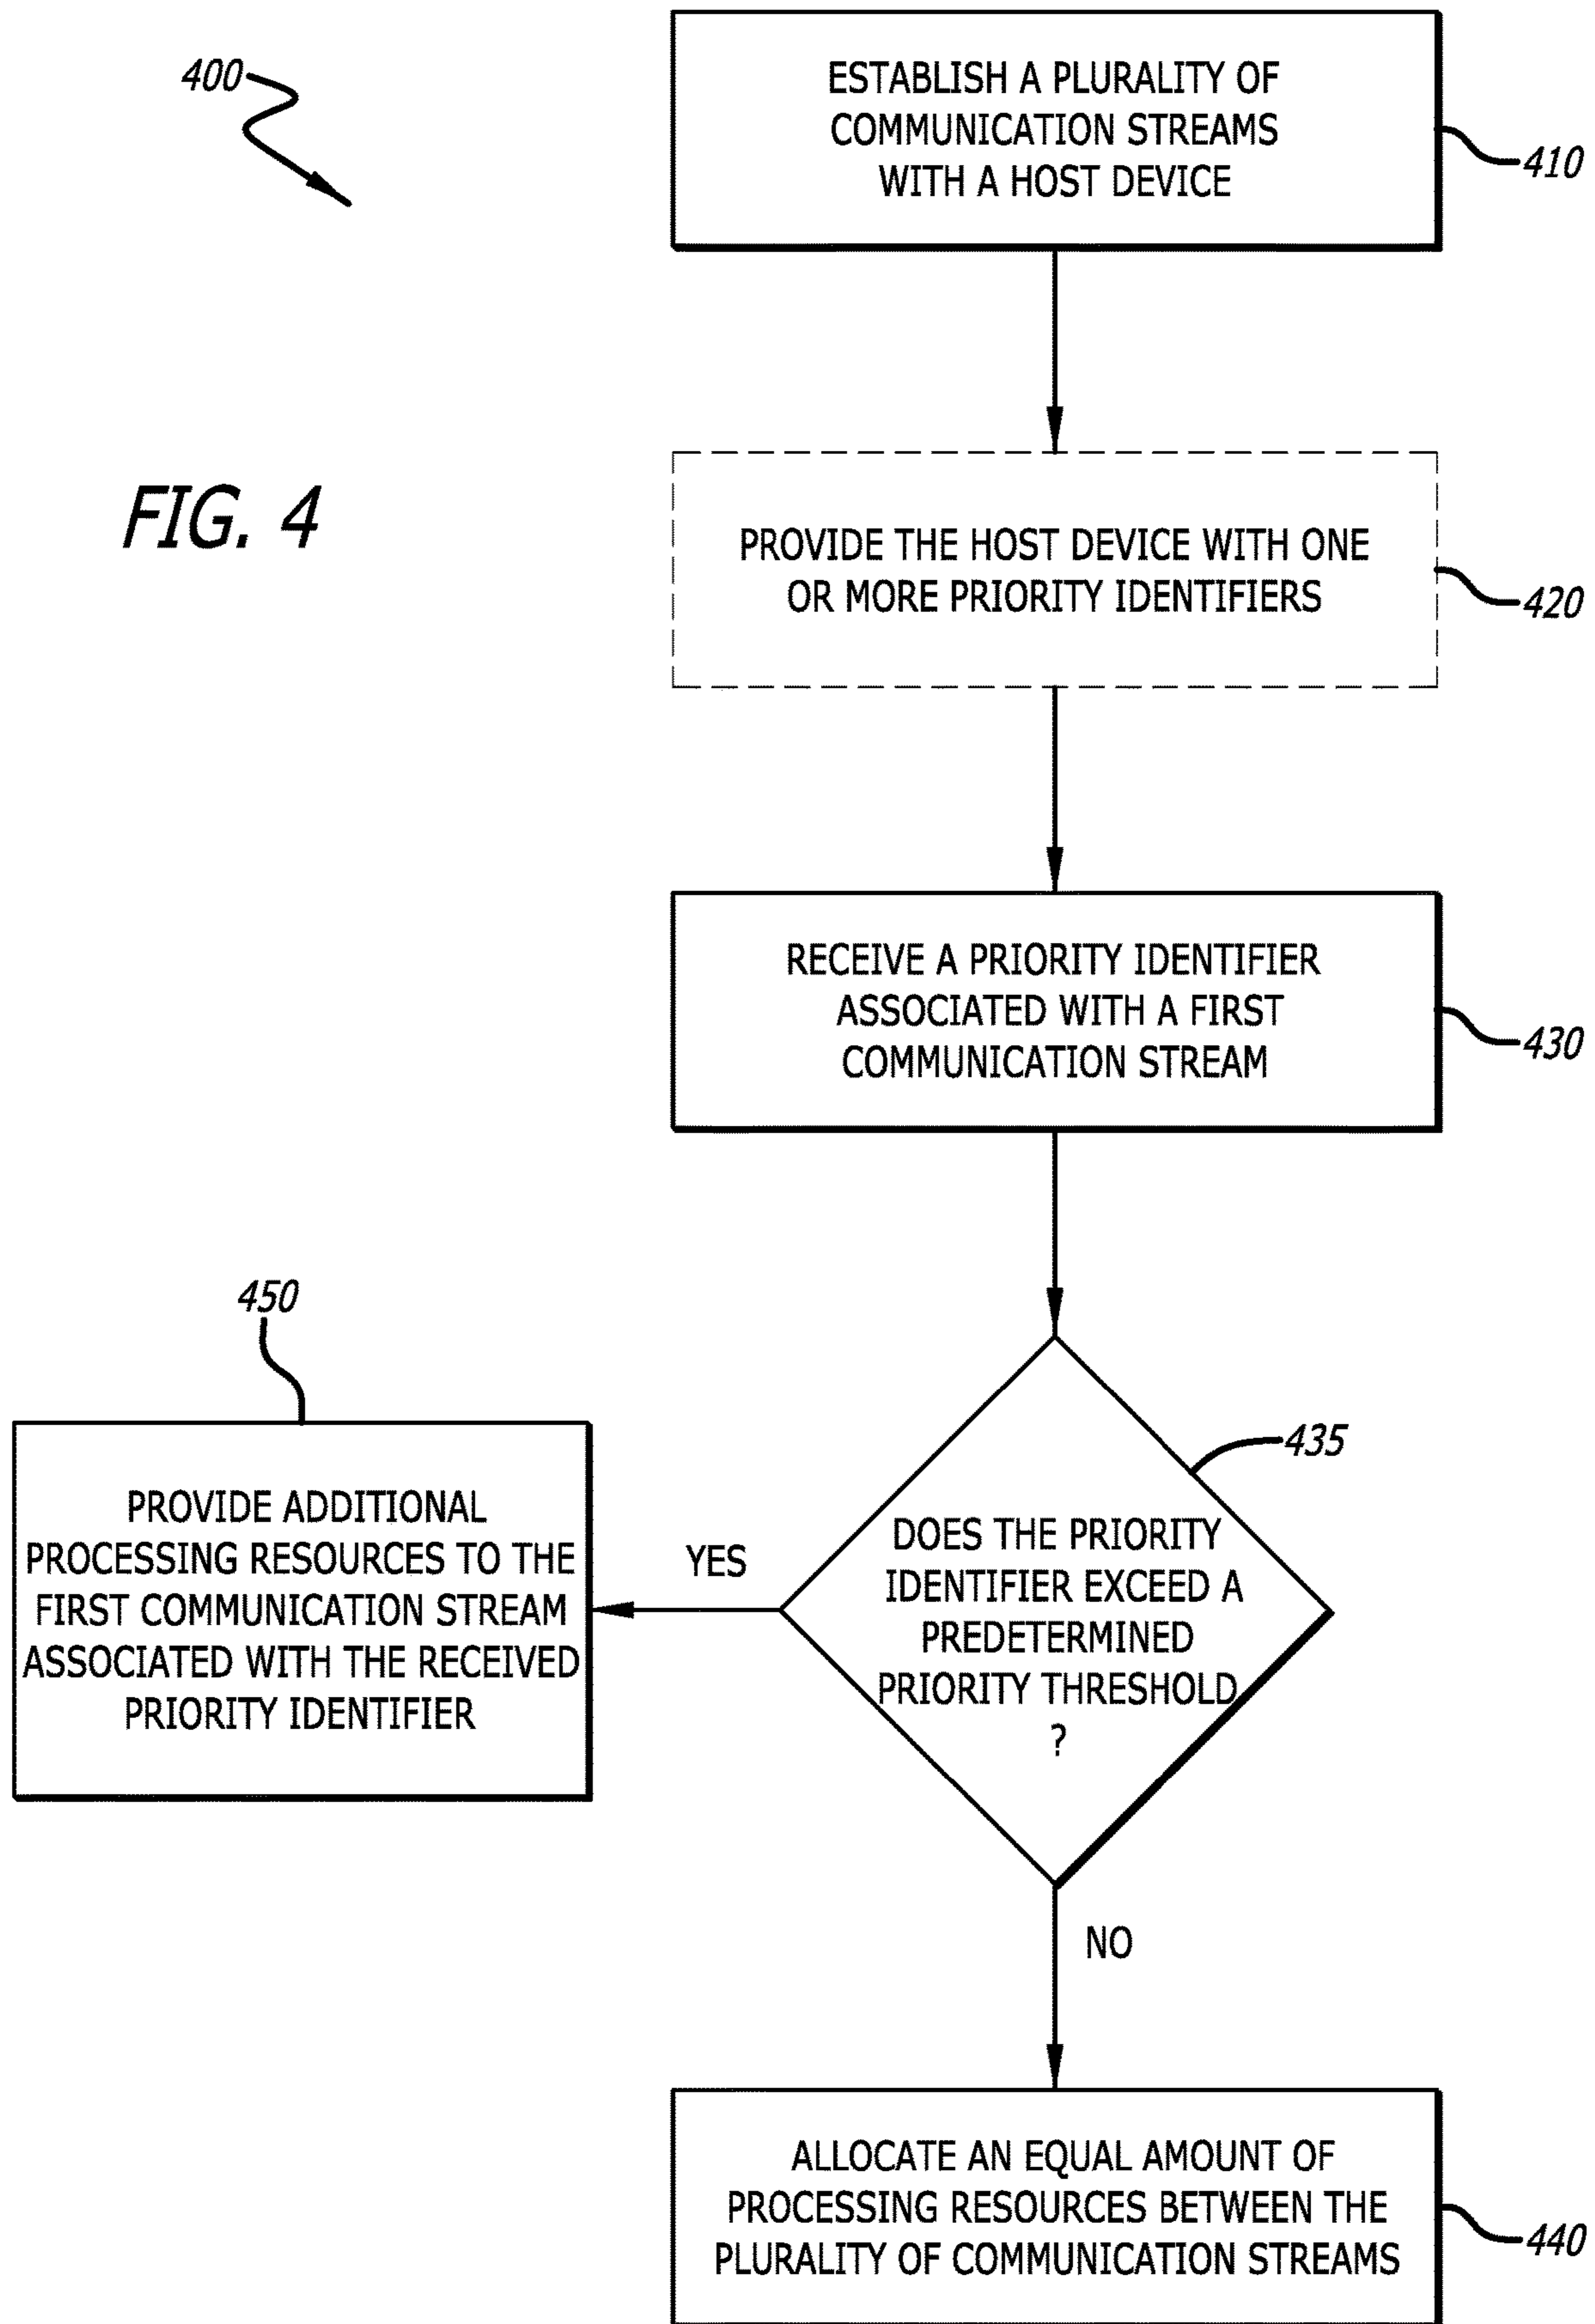 400
ESTABLISH A PLURALITY OF
COMMUNICATION STREAMS
WITH A HOST DEVICE
410
FIG. 4
PROVIDE THE HOST DEVICE WITH ONE
OR MORE PRIORITY IDENTIFIERS
420
RECEIVE A PRIORITY IDENTIFIER
ASSOCIATED WITH A FIRST
COMMUNICATION STREAM
430
435
DOES THE PRIORITY
IDENTIFIER EXCEED A
PREDETERMINED
PRIORITY THRESHOLD
?
YES
450
PROVIDE ADDITIONAL
PROCESSING RESOURCES TO THE
FIRST COMMUNICATION STREAM
ASSOCIATED WITH THE RECEIVED
PRIORITY IDENTIFIER
NO
ALLOCATE AN EQUAL AMOUNT OF
PROCESSING RESOURCES BETWEEN THE
PLURALITY OF COMMUNICATION STREAMS
440